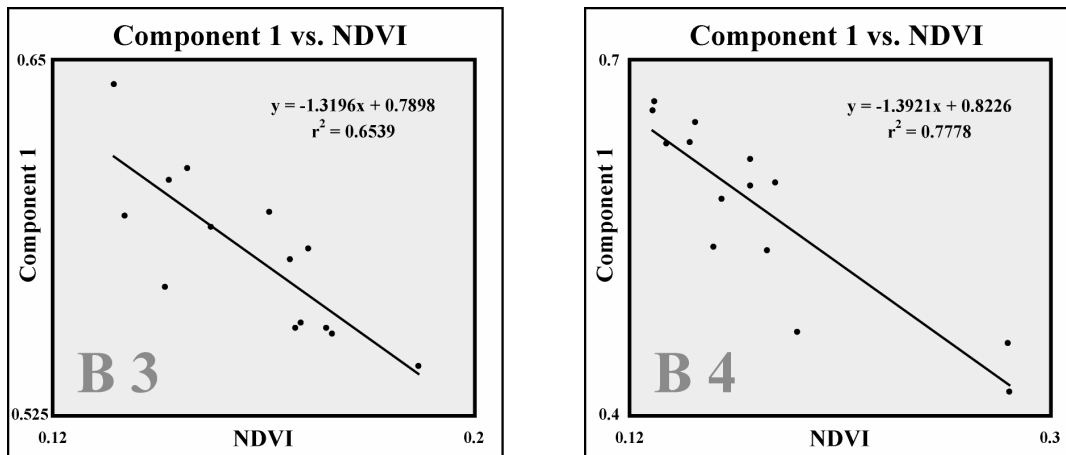 Component 1 vs. NDVI
0.65
y = -1.3196x + 0.7898
r² = 0.6539
Component 1
B 3
0.525
0.12
NDVI
0.2
Component 1 vs. NDVI
0.7
y = -1.3921x + 0.8226
r² = 0.7778
Component 1
B 4
0.4
0.12
NDVI
0.3